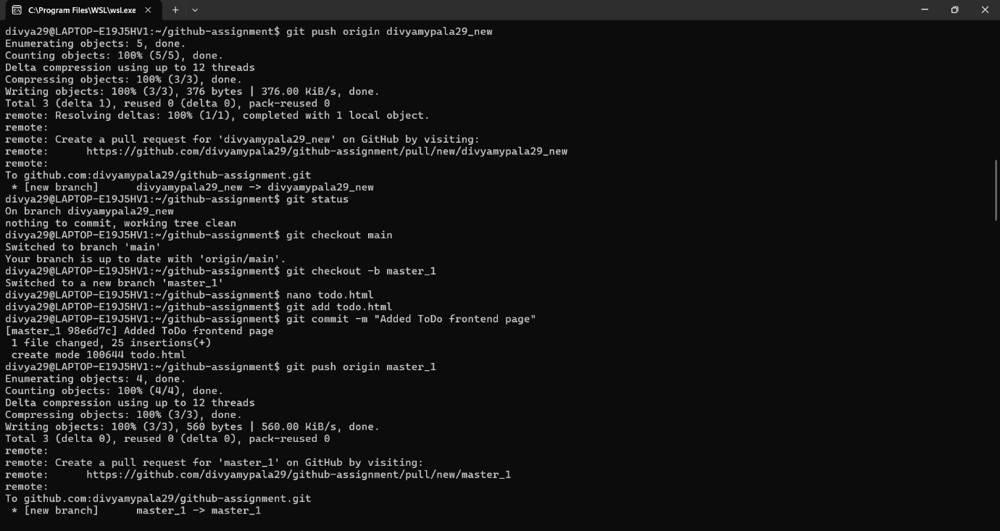 C:\Program Files\WSL\wsl.exe
divya29@LAPTOP-E19J5HV1:~/github-assignment$ git push origin divyamypala29_new
Enumerating objects: 5, done.
Counting objects: 100% (5/5), done.
Delta compression using up to 12 threads
Compressing objects: 100% (3/3), done.
Writing objects: 100% (3/3), 376 bytes | 376.00 KiB/s, done.
Total 3 (delta 1), reused 0 (delta 0), pack-reused 0
remote: Resolving deltas: 100% (1/1), completed with 1 local object.
remote:
remote: Create a pull request for 'divyamypala29_new' on GitHub by visiting:
remote:      https://github.com/divyamypala29/github-assignment/pull/new/divyamypala29_new
remote:
To github.com:divyamypala29/github-assignment.git
 * [new branch]      divyamypala29_new -> divyamypala29_new
divya29@LAPTOP-E19J5HV1:~/github-assignment$ git status
On branch divyamypala29_new
nothing to commit, working tree clean
divya29@LAPTOP-E19J5HV1:~/github-assignment$ git checkout main
Switched to branch 'main'
Your branch is up to date with 'origin/main'.
divya29@LAPTOP-E19J5HV1:~/github-assignment$ git checkout -b master_1
Switched to a new branch 'master_1'
divya29@LAPTOP-E19J5HV1:~/github-assignment$ nano todo.html
divya29@LAPTOP-E19J5HV1:~/github-assignment$ git add todo.html
divya29@LAPTOP-E19J5HV1:~/github-assignment$ git commit -m "Added ToDo frontend page"
[master_1 98e6d7c] Added ToDo frontend page
 1 file changed, 25 insertions(+)
 create mode 100644 todo.html
divya29@LAPTOP-E19J5HV1:~/github-assignment$ git push origin master_1
Enumerating objects: 4, done.
Counting objects: 100% (4/4), done.
Delta compression using up to 12 threads
Compressing objects: 100% (3/3), done.
Writing objects: 100% (3/3), 560 bytes | 560.00 KiB/s, done.
Total 3 (delta 0), reused 0 (delta 0), pack-reused 0
remote:
remote: Create a pull request for 'master_1' on GitHub by visiting:
remote:      https://github.com/divyamypala29/github-assignment/pull/new/master_1
remote:
To github.com:divyamypala29/github-assignment.git
 * [new branch]      master_1 -> master_1